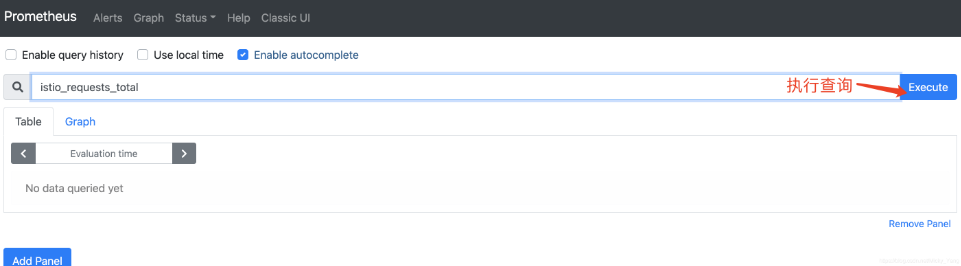 Prometheus Alerts Graph Status Help Classic UI
Enable query history Use local time Enable autocomplete
istio_requests_total 执行查询 Execute
Table Graph
Evaluation time
No data queried yet
Remove Panel
Add Panel